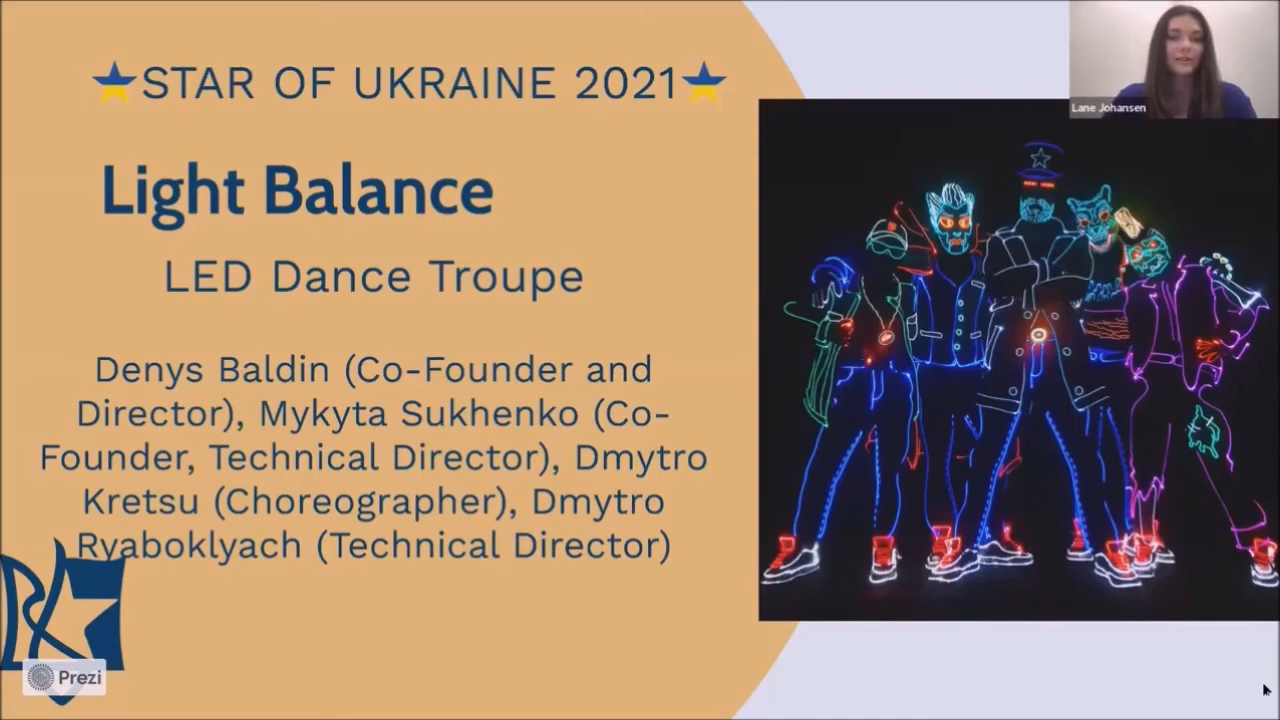 STAR OF UKRAINE 2021
Lane Johansen
Light Balance
LED Dance Troupe
Denys Baldin (Co-Founder and
Director), Mykyta Sukhenko (Co-
Founder, Technical Director), Dmytro
Kretsu (Choreographer), Dmytro
Ryaboklyach (Technical Director)
Prezi